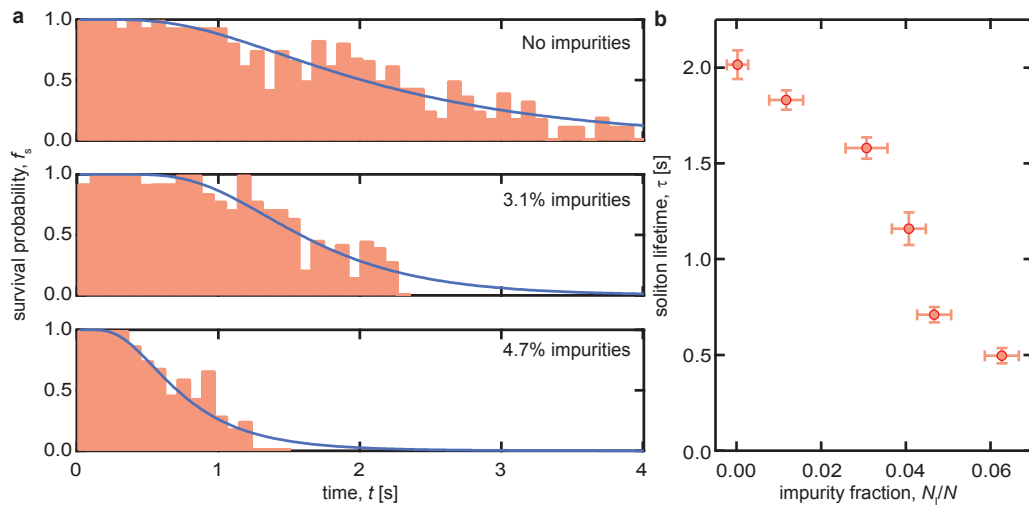 a
survival probability, fₛ
1.0
0.5
0.0
No impurities
1.0
0.5
0.0
3.1% impurities
1.0
0.5
0.0
4.7% impurities
0 1 2 3 4
time, t [s]
b
soliton lifetime, τ [s]
2.0
1.5
1.0
0.5
0.0
0.00 0.02 0.04 0.06
impurity fraction, N_I/N